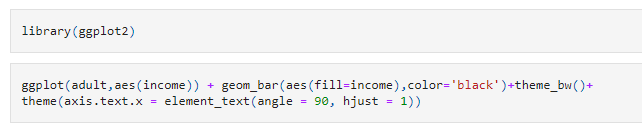 library(ggplot2)
ggplot(adult,aes(income)) + geom_bar(aes(fill=income),color='black')+theme_bw()+
theme(axis.text.x = element_text(angle = 90, hjust = 1))